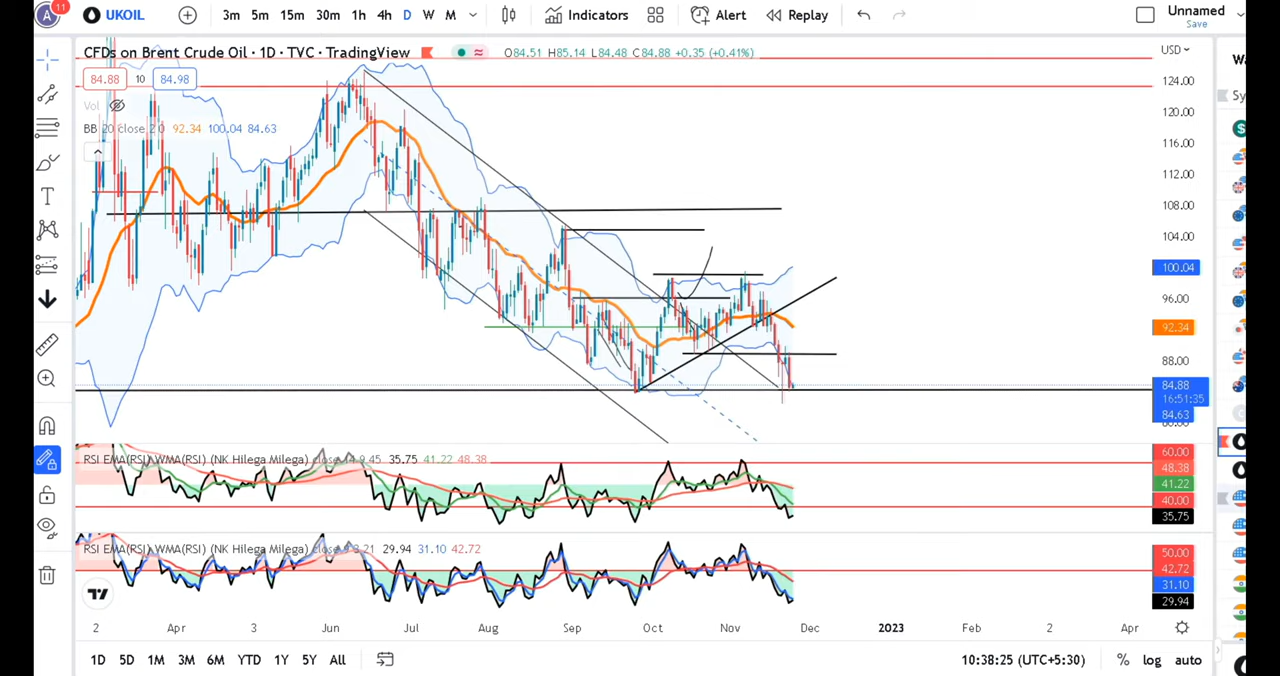 A 11 UKOIL 3m 5m 15m 30m 1h 4h D W M Indicators Alert Replay Unnamed
Save
CFDs on Brent Crude Oil · 1D · TVC · TradingView O84.51 H85.14 L84.48 C84.88 +0.35 (+0.41%) USD
84.88 10 84.98
Vol
BB 20 close 2 0 92.34 100.04 84.63
124.00
120.00
116.00
112.00
108.00
104.00
100.04
96.00
92.34
88.00
84.88
16:51:35
84.63
RSI EMA(RSI) WMA(RSI) (NK Hilega Milega) close 35.75 41.22 48.38
60.00
48.38
41.22
40.00
35.75
RSI EMA(RSI) WMA(RSI) (NK Hilega Milega) close 29.94 31.10 42.72
50.00
42.72
31.10
29.94
2 Apr 3 Jun Jul Aug Sep Oct Nov Dec 2023 Feb 2 Apr
1D 5D 1M 3M 6M YTD 1Y 5Y All 10:38:25 (UTC+5:30) % log auto